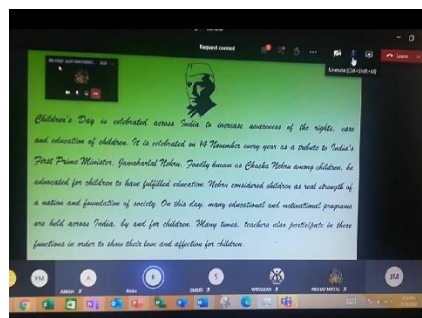 Request control
Leave
Unmute (Ctrl+Shift+M)
Children's Day is celebrated across India to increase awareness of the rights, care
and education of children. It is celebrated on 14 November every year as a tribute to India's
First Prime Minister, Jawaharlal Nehru. Fondly known as Chacha Nehru among children, he
advocated for children to have fulfilled education. Nehru considered children as real strength of
a nation and foundation of society. On this day, many educational and motivational programs
are held across India, by and for children. Many times, teachers also participate in these
functions in order to show their love and affection for children.
YM
A
R
S
JM